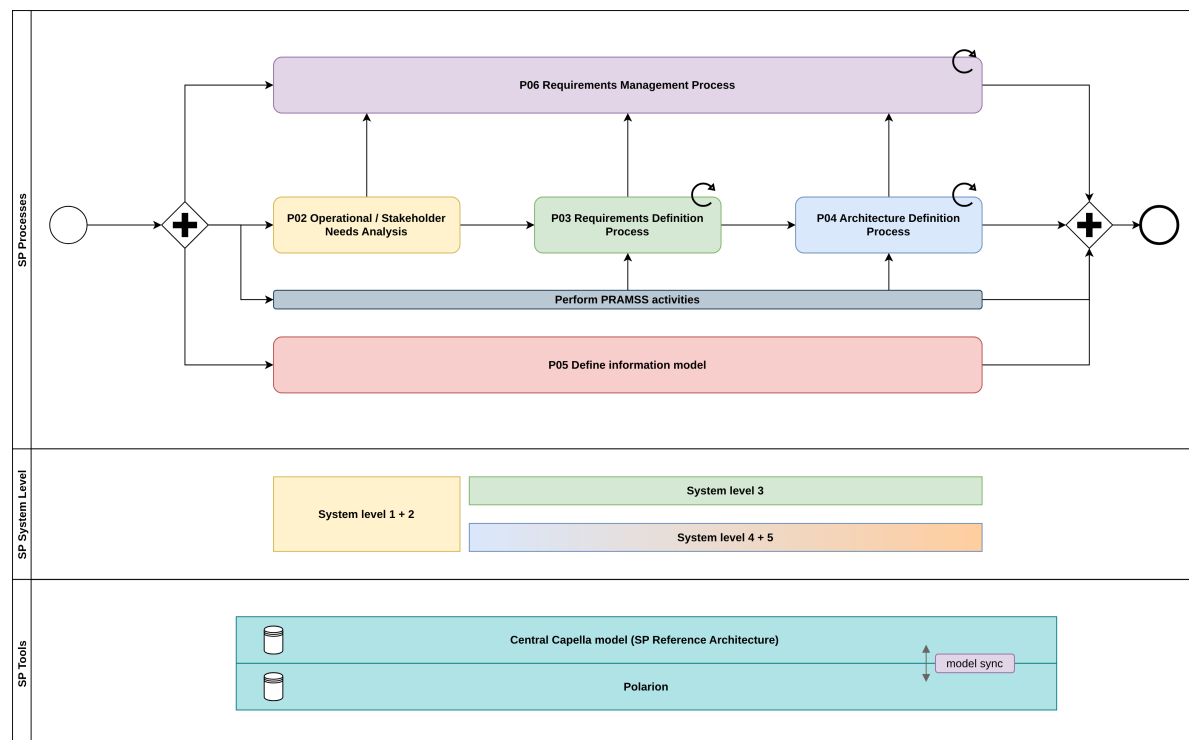 SP Processes
P06 Requirements Management Process
P02 Operational / Stakeholder
Needs Analysis
P03 Requirements Definition
Process
P04 Architecture Definition
Process
Perform PRAMSS activities
P05 Define information model
SP System Level
System level 1 + 2
System level 3
System level 4 + 5
SP Tools
Central Capella model (SP Reference Architecture)
model sync
Polarion